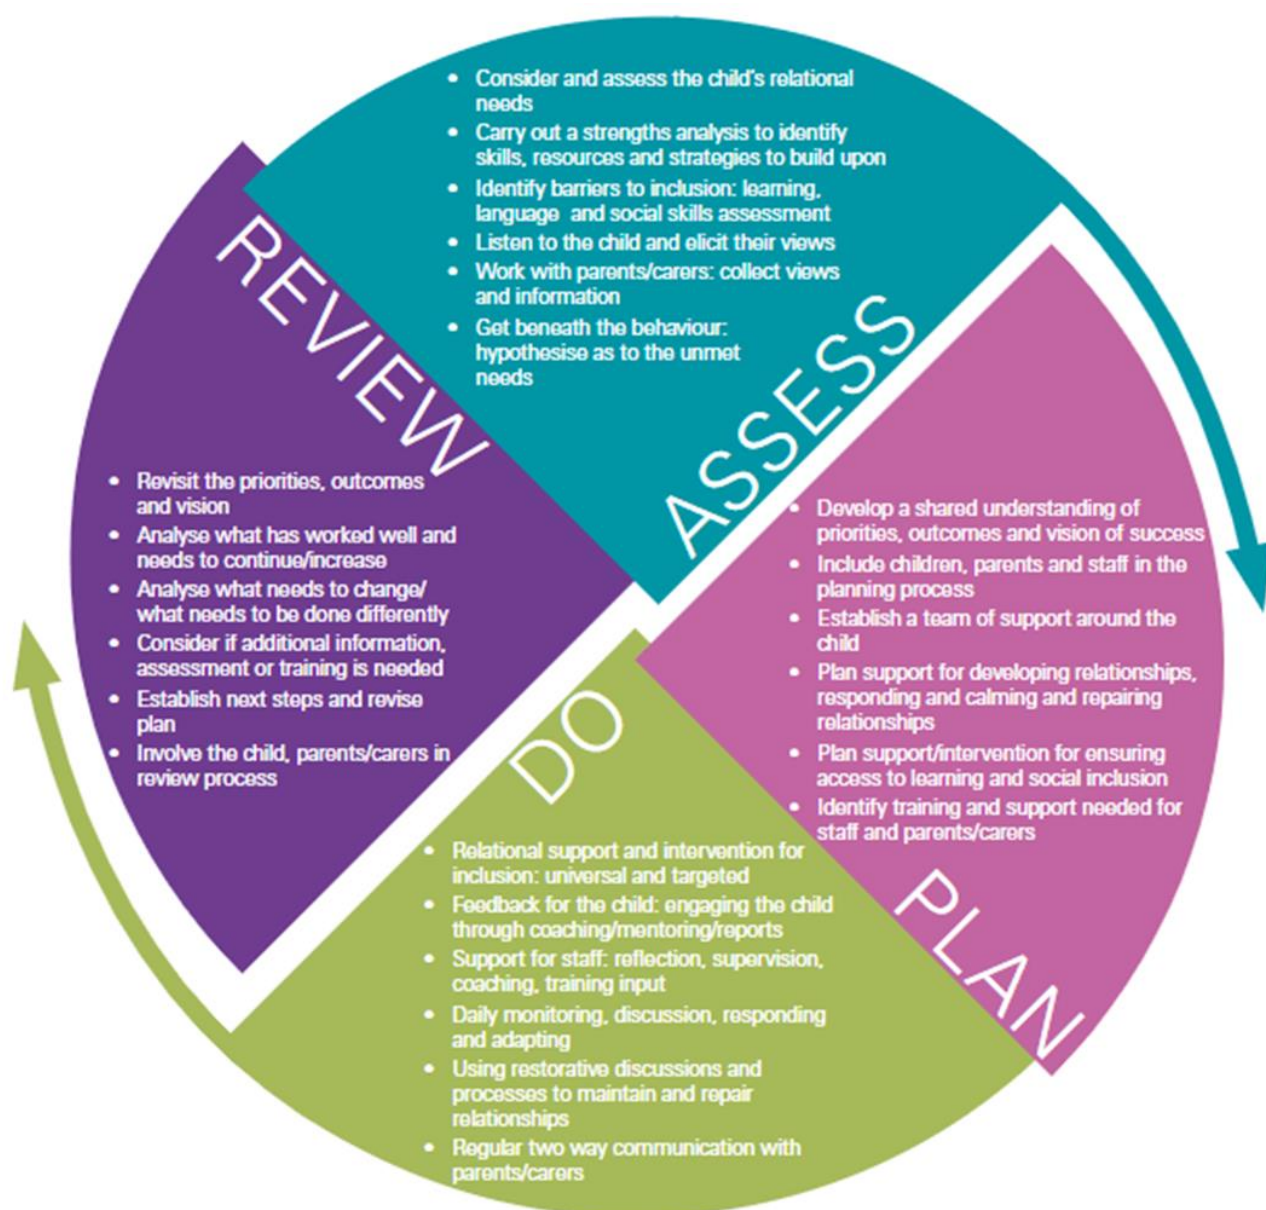 • Consider and assess the child's relational
needs
• Carry out a strengths analysis to identify
skills, resources and strategies to build upon
• Identify barriers to inclusion: learning,
language and social skills assessment
• Listen to the child and elicit their views
• Work with parents/carers: collect views
and information
• Get beneath the behaviour:
hypothesise as to the unmet
needs
ASSESS
• Develop a shared understanding of
priorities, outcomes and vision of success
• Include children, parents and staff in the
planning process
• Establish a team of support around the
child
• Plan support for developing relationships,
responding and calming and repairing
relationships
• Plan support/intervention for ensuring
access to learning and social inclusion
• Identify training and support needed for
staff and parents/carers
PLAN
DO
• Relational support and intervention for
inclusion: universal and targeted
• Feedback for the child: engaging the child
through coaching/mentoring/reports
• Support for staff: reflection, supervision,
coaching, training input
• Daily monitoring, discussion, responding
and adapting
• Using restorative discussions and
processes to maintain and repair
relationships
• Regular two way communication with
parents/carers
REVIEW
• Revisit the priorities, outcomes
and vision
• Analyse what has worked well and
needs to continue/increase
• Analyse what needs to change/
what needs to be done differently
• Consider if additional information,
assessment or training is needed
• Establish next steps and revise
plan
• Involve the child, parents/carers in
review process